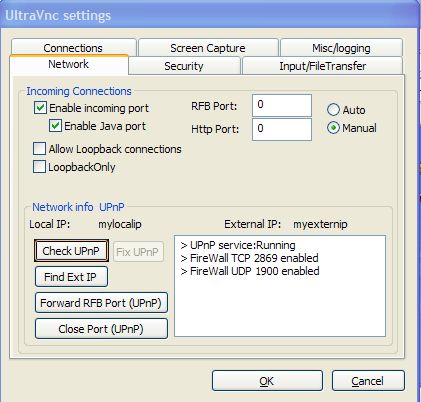 UltraVnc settings
Connections Screen Capture Misc/logging
Network Security Input/FileTransfer
Incoming Connections
Enable incoming port RFB Port: 0 Auto
Enable Java port Http Port: 0 Manual
Allow Loopback connections
LoopbackOnly
Network info UPnP
Local IP: mylocalip External IP: myexternip
Check UPnP Fix UPnP
> UPnP service:Running
> FireWall TCP 2869 enabled
> FireWall UDP 1900 enabled
Find Ext IP
Forward RFB Port (UPnP)
Close Port (UPnP)
OK Cancel